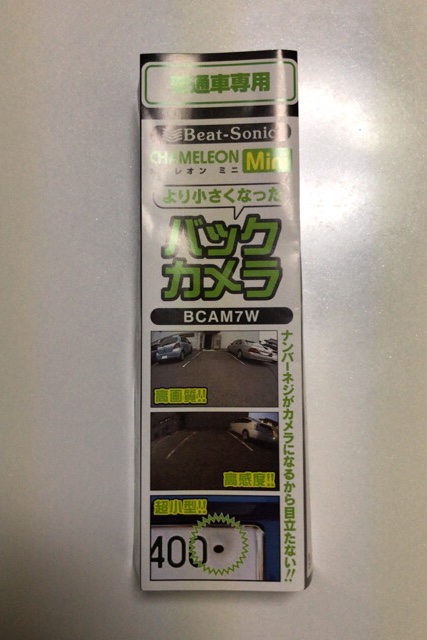 普通車専用
Beat-Sonic
CHAMELEON Mini
カメレオン ミニ
より小さくなった
バック
カメラ
BCAM7W
ナンバーネジがカメラになるから目立たない!!
高画質!!
高感度!!
超小型!!
400